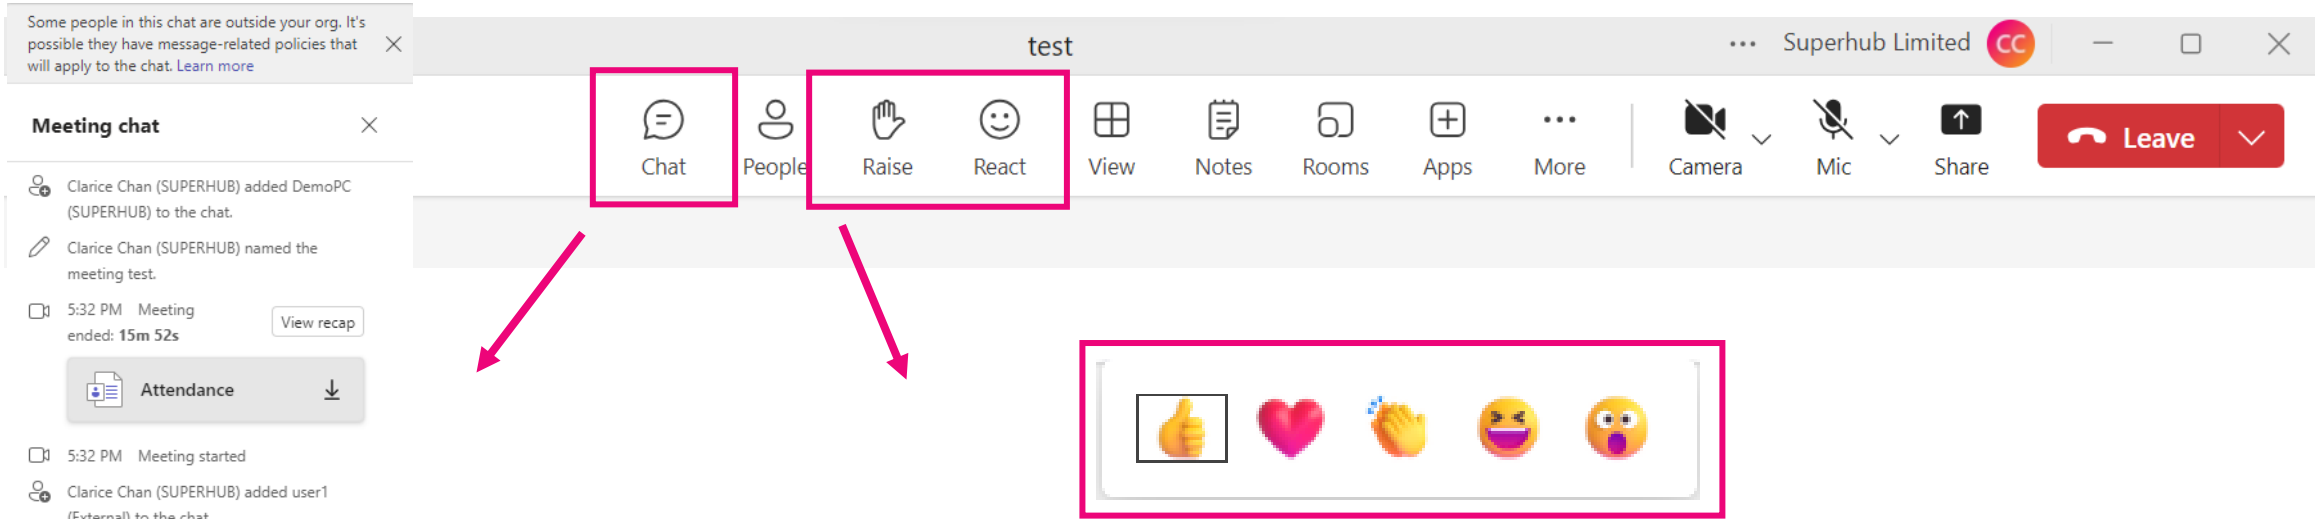 Some people in this chat are outside your org. It's
possible they have message-related policies that
will apply to the chat. Learn more
Meeting chat
Clarice Chan (SUPERHUB) added DemoPC
(SUPERHUB) to the chat.
Clarice Chan (SUPERHUB) named the
meeting test.
5:32 PM Meeting
ended: 15m 52s
View recap
Attendance
5:32 PM Meeting started
Clarice Chan (SUPERHUB) added user1
(External) to the chat
test
Superhub Limited
CC
Chat
People
Raise
React
View
Notes
Rooms
Apps
More
Camera
Mic
Share
Leave